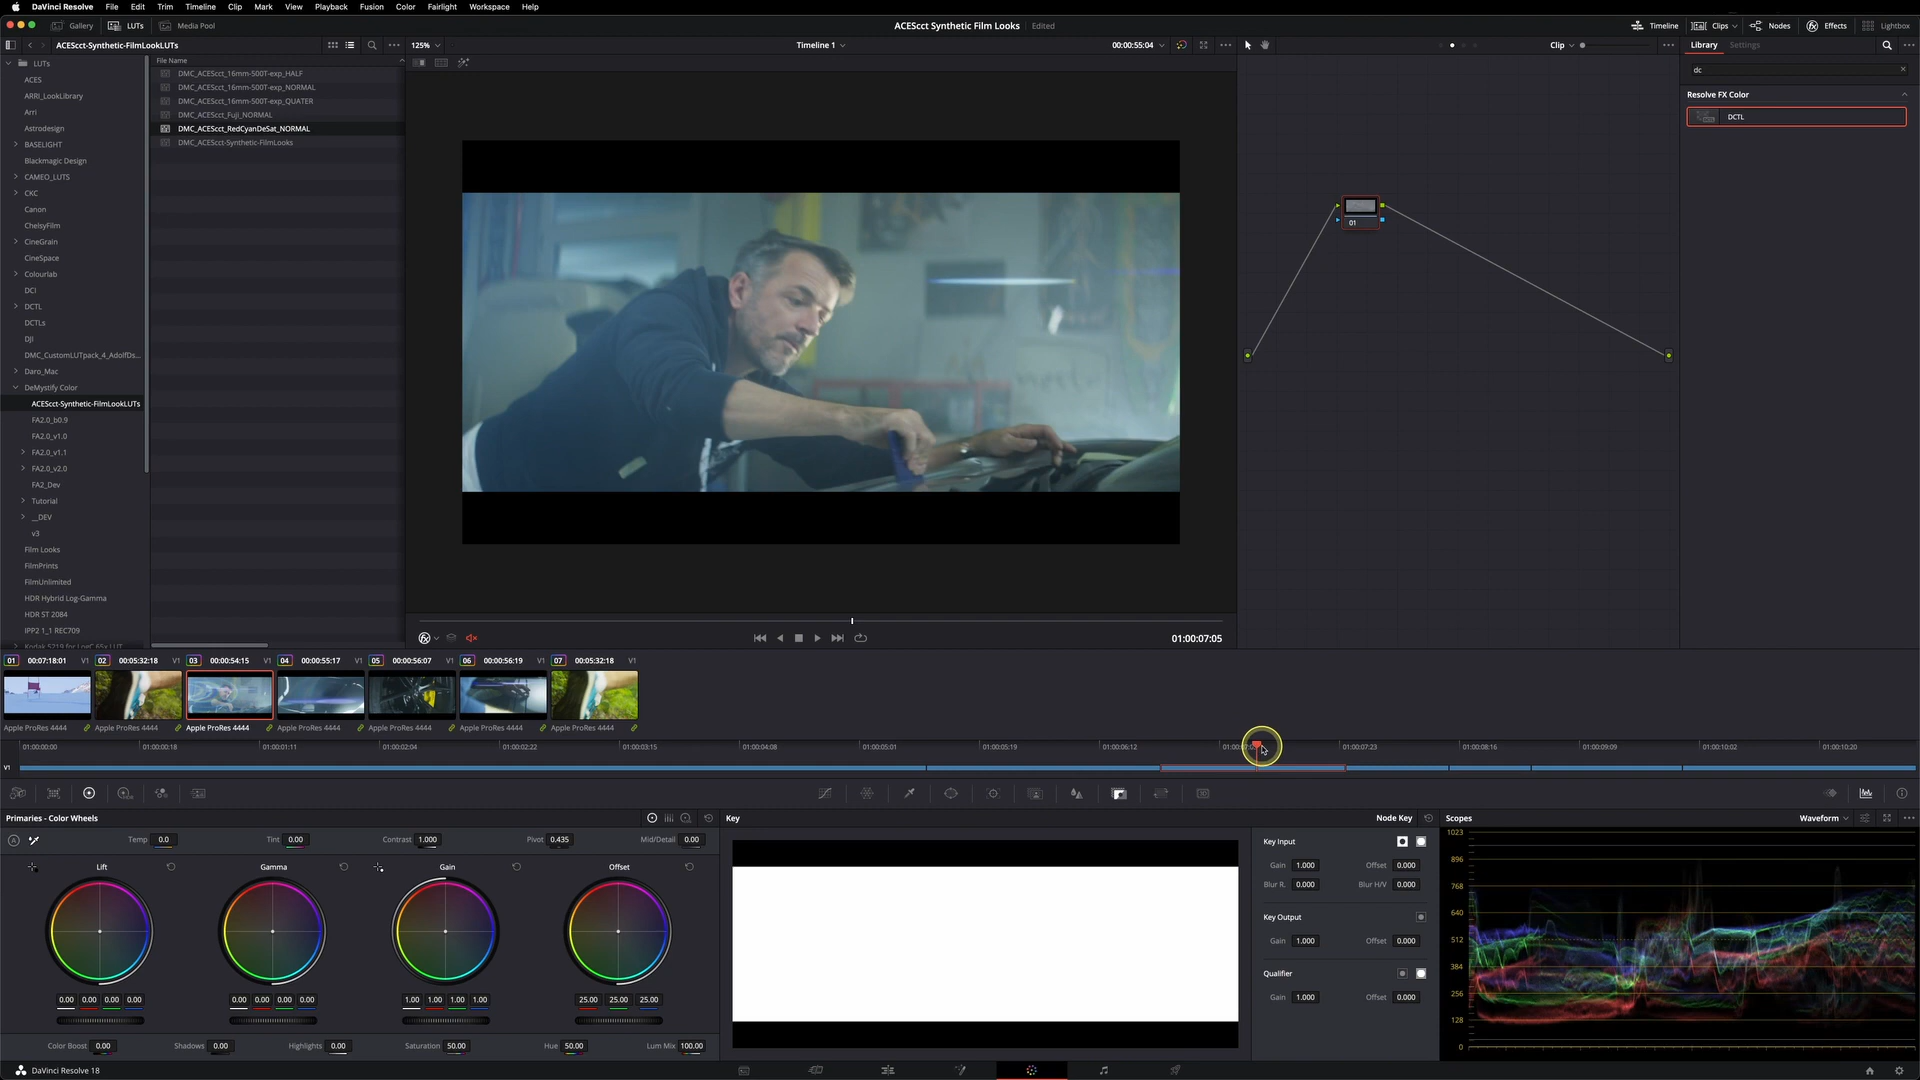 DaVinci Resolve File Edit Trim Timeline Clip Mark View Playback Fusion Color Fairlight Workspace Help
Gallery LUTs Media Pool ACEScct Synthetic Film Looks Edited Timeline Clips Nodes Effects Lightbox
ACEScct-Synthetic-FilmLookLUTs 125% Timeline 1 00:00:55:04 Clip Library Settings
File Name
LUTs
ACES
ARRI_LookLibrary
Arri
Astrodesign
BASELIGHT
Blackmagic Design
CAMEO_LUTS
CKC
Canon
ChelsyFilm
CineGrain
CineSpace
Colourlab
DCI
DCTL
DCTLs
DJI
DMC_CustomLUTpack_4_AdolfDs...
Daro_Mac
DeMystify Color
ACEScct-Synthetic-FilmLookLUTs
FA2.0_b0.9
FA2.0_v1.0
FA2.0_v1.1
FA2.0_v2.0
FA2_Dev
Tutorial
__DEV
v3
Film Looks
FilmPrints
FilmUnlimited
HDR Hybrid Log-Gamma
HDR ST 2084
IPP2 1_1 REC709
Kodak 5219 for LogC 65x LUT
DMC_ACEScct_16mm-500T-exp_HALF
DMC_ACEScct_16mm-500T-exp_NORMAL
DMC_ACEScct_16mm-500T-exp_QUATER
DMC_ACEScct_Fuji_NORMAL
DMC_ACEScct_RedCyanDeSat_NORMAL
DMC_ACEScct-Synthetic-FilmLooks
01
dc
Resolve FX Color
DCTL
01:00:07:05
01 00:07:18:01 V1 02 00:05:32:18 V1 03 00:00:54:15 V1 04 00:00:55:17 V1 05 00:00:56:07 V1 06 00:00:56:19 V1 07 00:05:32:18 V1
Apple ProRes 4444 Apple ProRes 4444 Apple ProRes 4444 Apple ProRes 4444 Apple ProRes 4444 Apple ProRes 4444 Apple ProRes 4444
01:00:00:00 01:00:00:18 01:00:01:11 01:00:02:04 01:00:02:22 01:00:03:15 01:00:04:08 01:00:05:01 01:00:05:19 01:00:06:12 01:00:07:23 01:00:08:16 01:00:09:09 01:00:10:02 01:00:10:20
V1
Primaries - Color Wheels
Temp 0.0 Tint 0.00 Contrast 1.000 Pivot 0.435 Mid/Detail 0.00
Lift Gamma Gain Offset
0.00 0.00 0.00 0.00 0.00 0.00 0.00 0.00 1.00 1.00 1.00 1.00 25.00 25.00 25.00
Color Boost 0.00 Shadows 0.00 Highlights 0.00 Saturation 50.00 Hue 50.00 Lum Mix 100.00
Key Node Key
Key Input
Gain 1.000 Offset 0.000
Blur R. 0.000 Blur H/V 0.000
Key Output
Gain 1.000 Offset 0.000
Qualifier
Gain 1.000 Offset 0.000
Scopes Waveform
1023
896
768
640
512
384
256
128
0
DaVinci Resolve 18